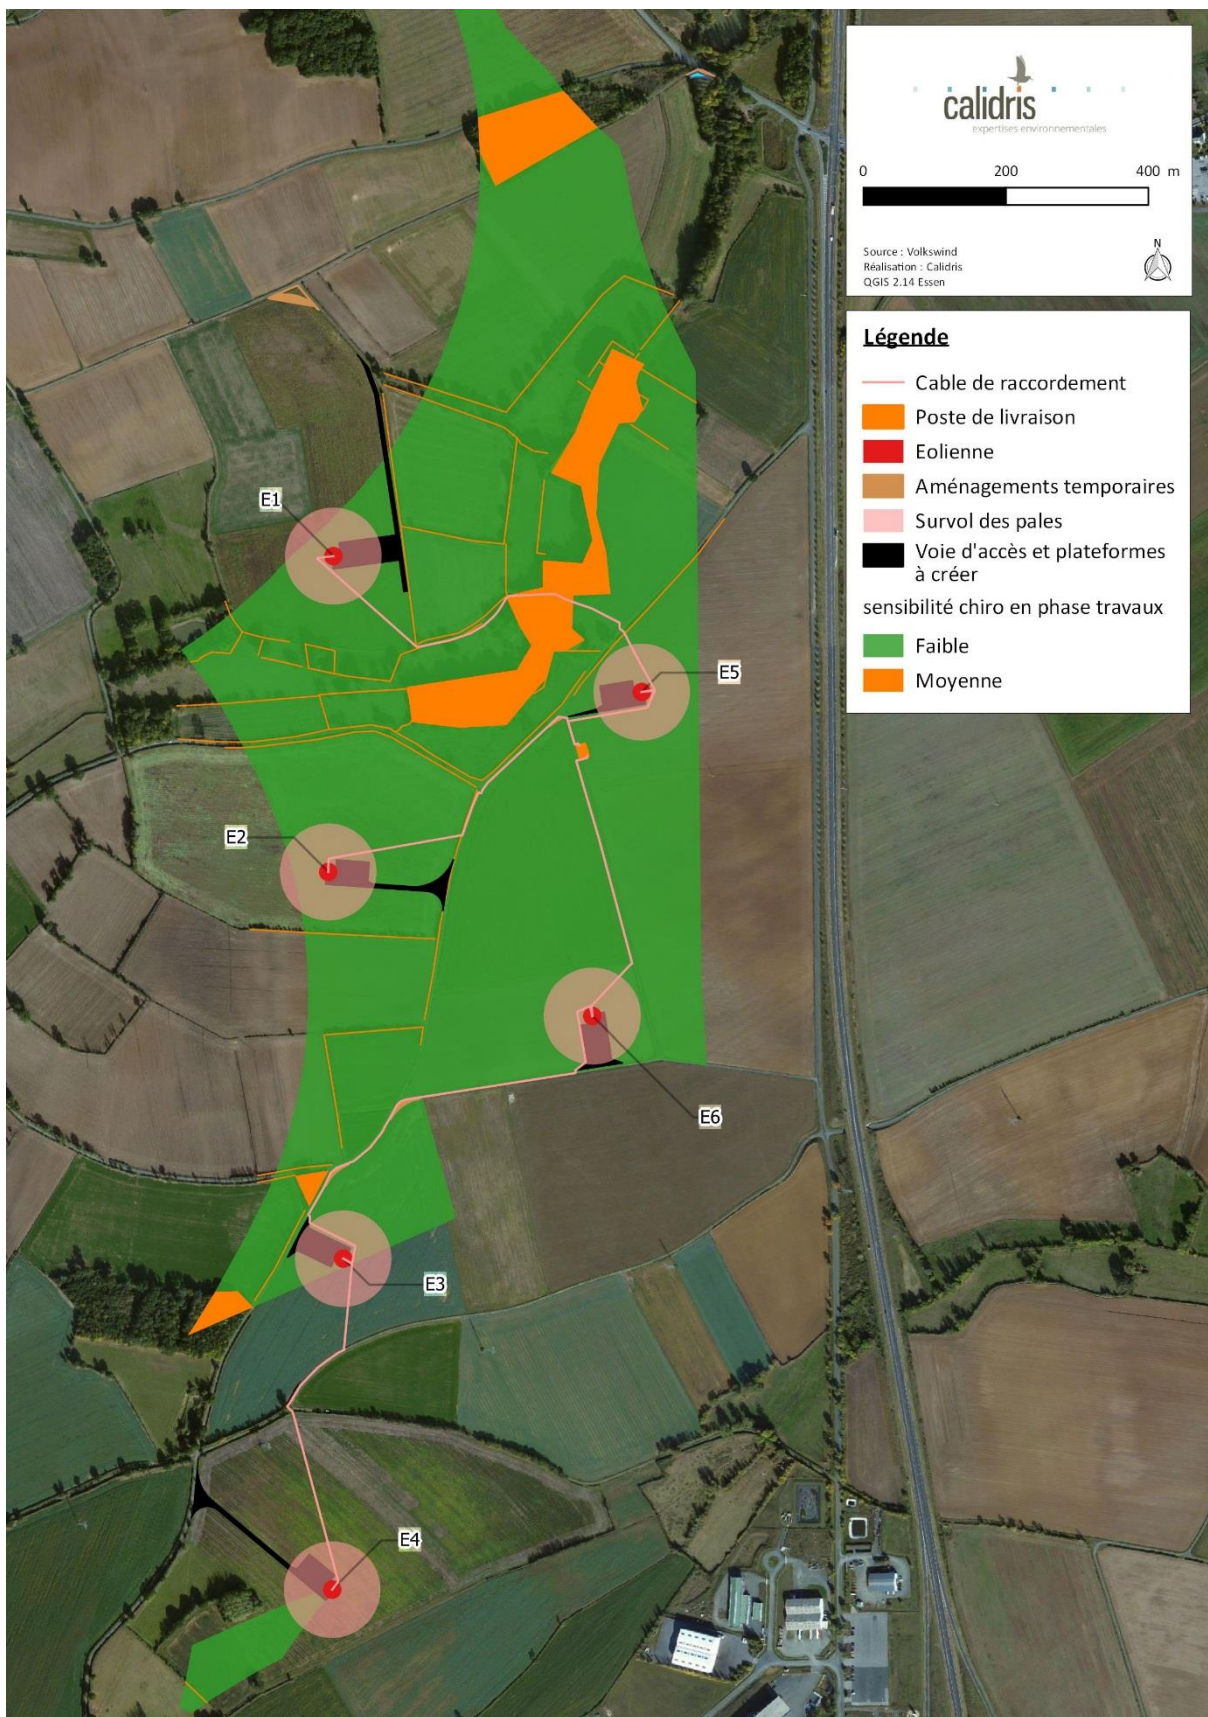 calidris
expertises environnementales
0 200 400 m
Source : Volkswind
Réalisation : Calidris
QGIS 2.14 Essen
N
Légende
Cable de raccordement
Poste de livraison
Eolienne
Aménagements temporaires
Survol des pales
Voie d'accès et plateformes
à créer
sensibilité chiro en phase travaux
Faible
Moyenne
E1
E5
E2
E6
E3
E4